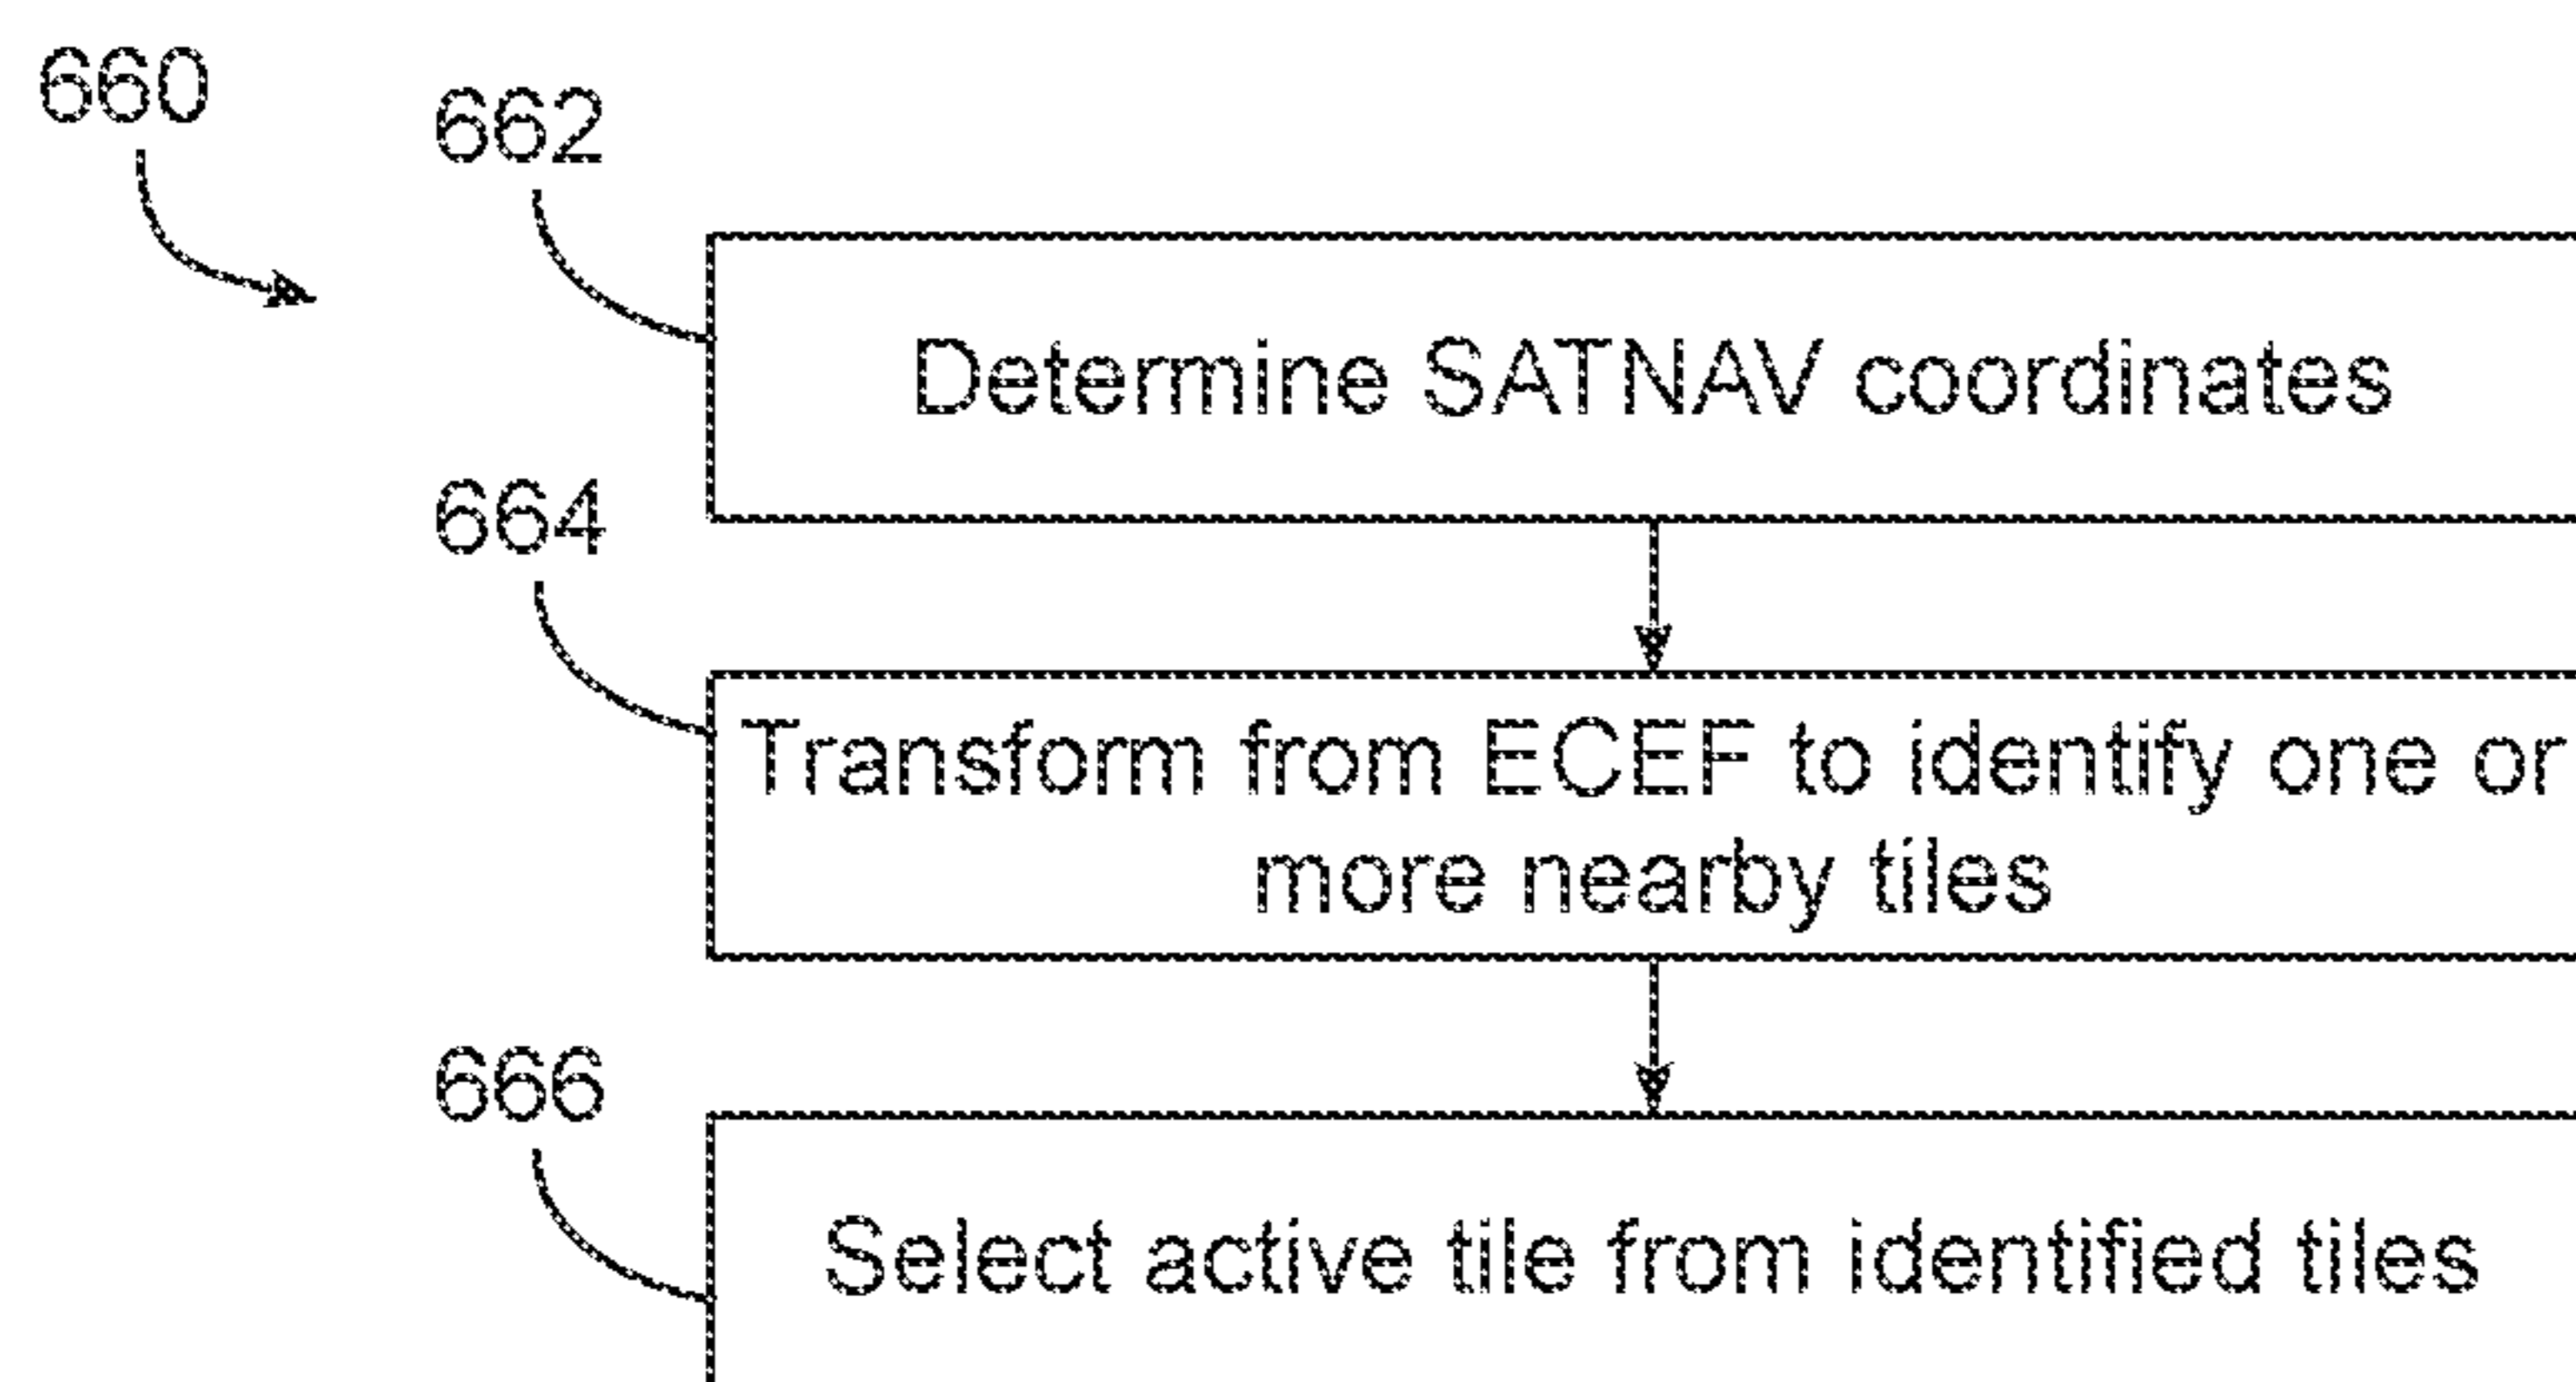 660
662
Determine SATNAV coordinates
664
Transform from ECEF to identify one or
more nearby tiles
666
Select active tile from identified tiles